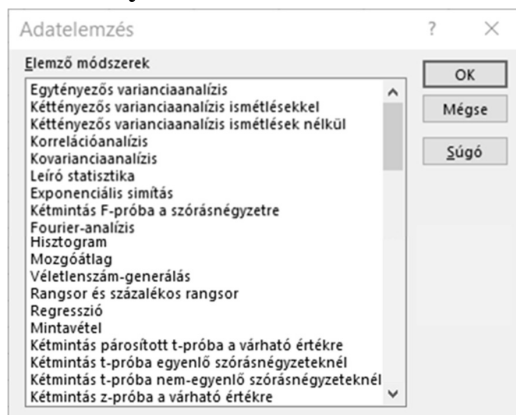 Adatelemzés ? ×
Elemző módszerek
OK
Mégse
Súgó
Egytényezős varianciaanalízis
Kéttényezős varianciaanalízis ismétlésekkel
Kéttényezős varianciaanalízis ismétlések nélkül
Korrelációanalízis
Kovarianciaanalízis
Leíró statisztika
Exponenciális simítás
Kétmintás F-próba a szórásnégyzetre
Fourier-analízis
Hisztogram
Mozgóátlag
Véletlenszám-generálás
Rangsor és százalékos rangsor
Regresszió
Mintavétel
Kétmintás párosított t-próba a várható értékre
Kétmintás t-próba egyenlő szórásnégyzeteknél
Kétmintás t-próba nem-egyenlő szórásnégyzeteknél
Kétmintás z-próba a várható értékre